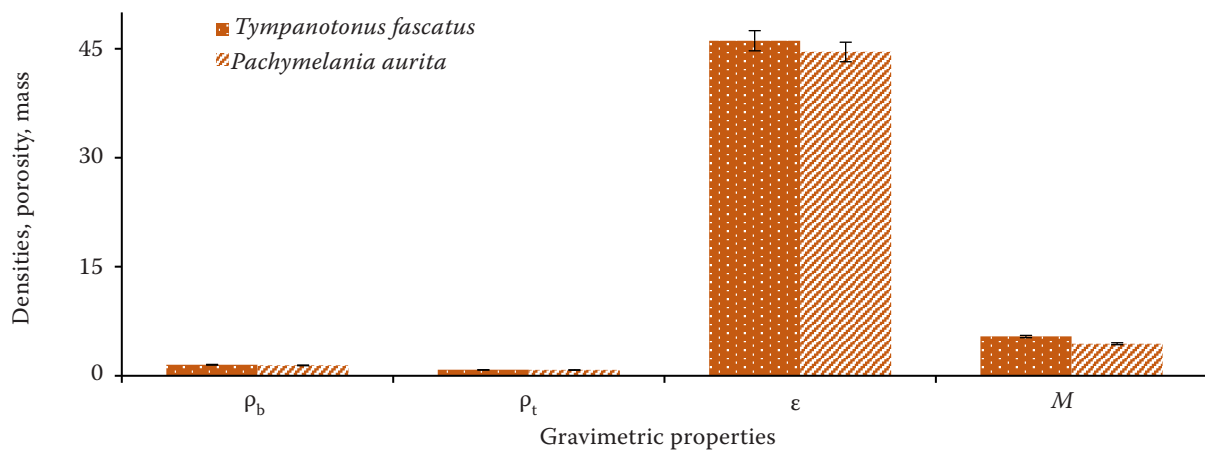 Tympanotonus fascatus
Pachymelania aurita
Densities, porosity, mass
45
30
15
0
ρb ρt ε M
Gravimetric properties